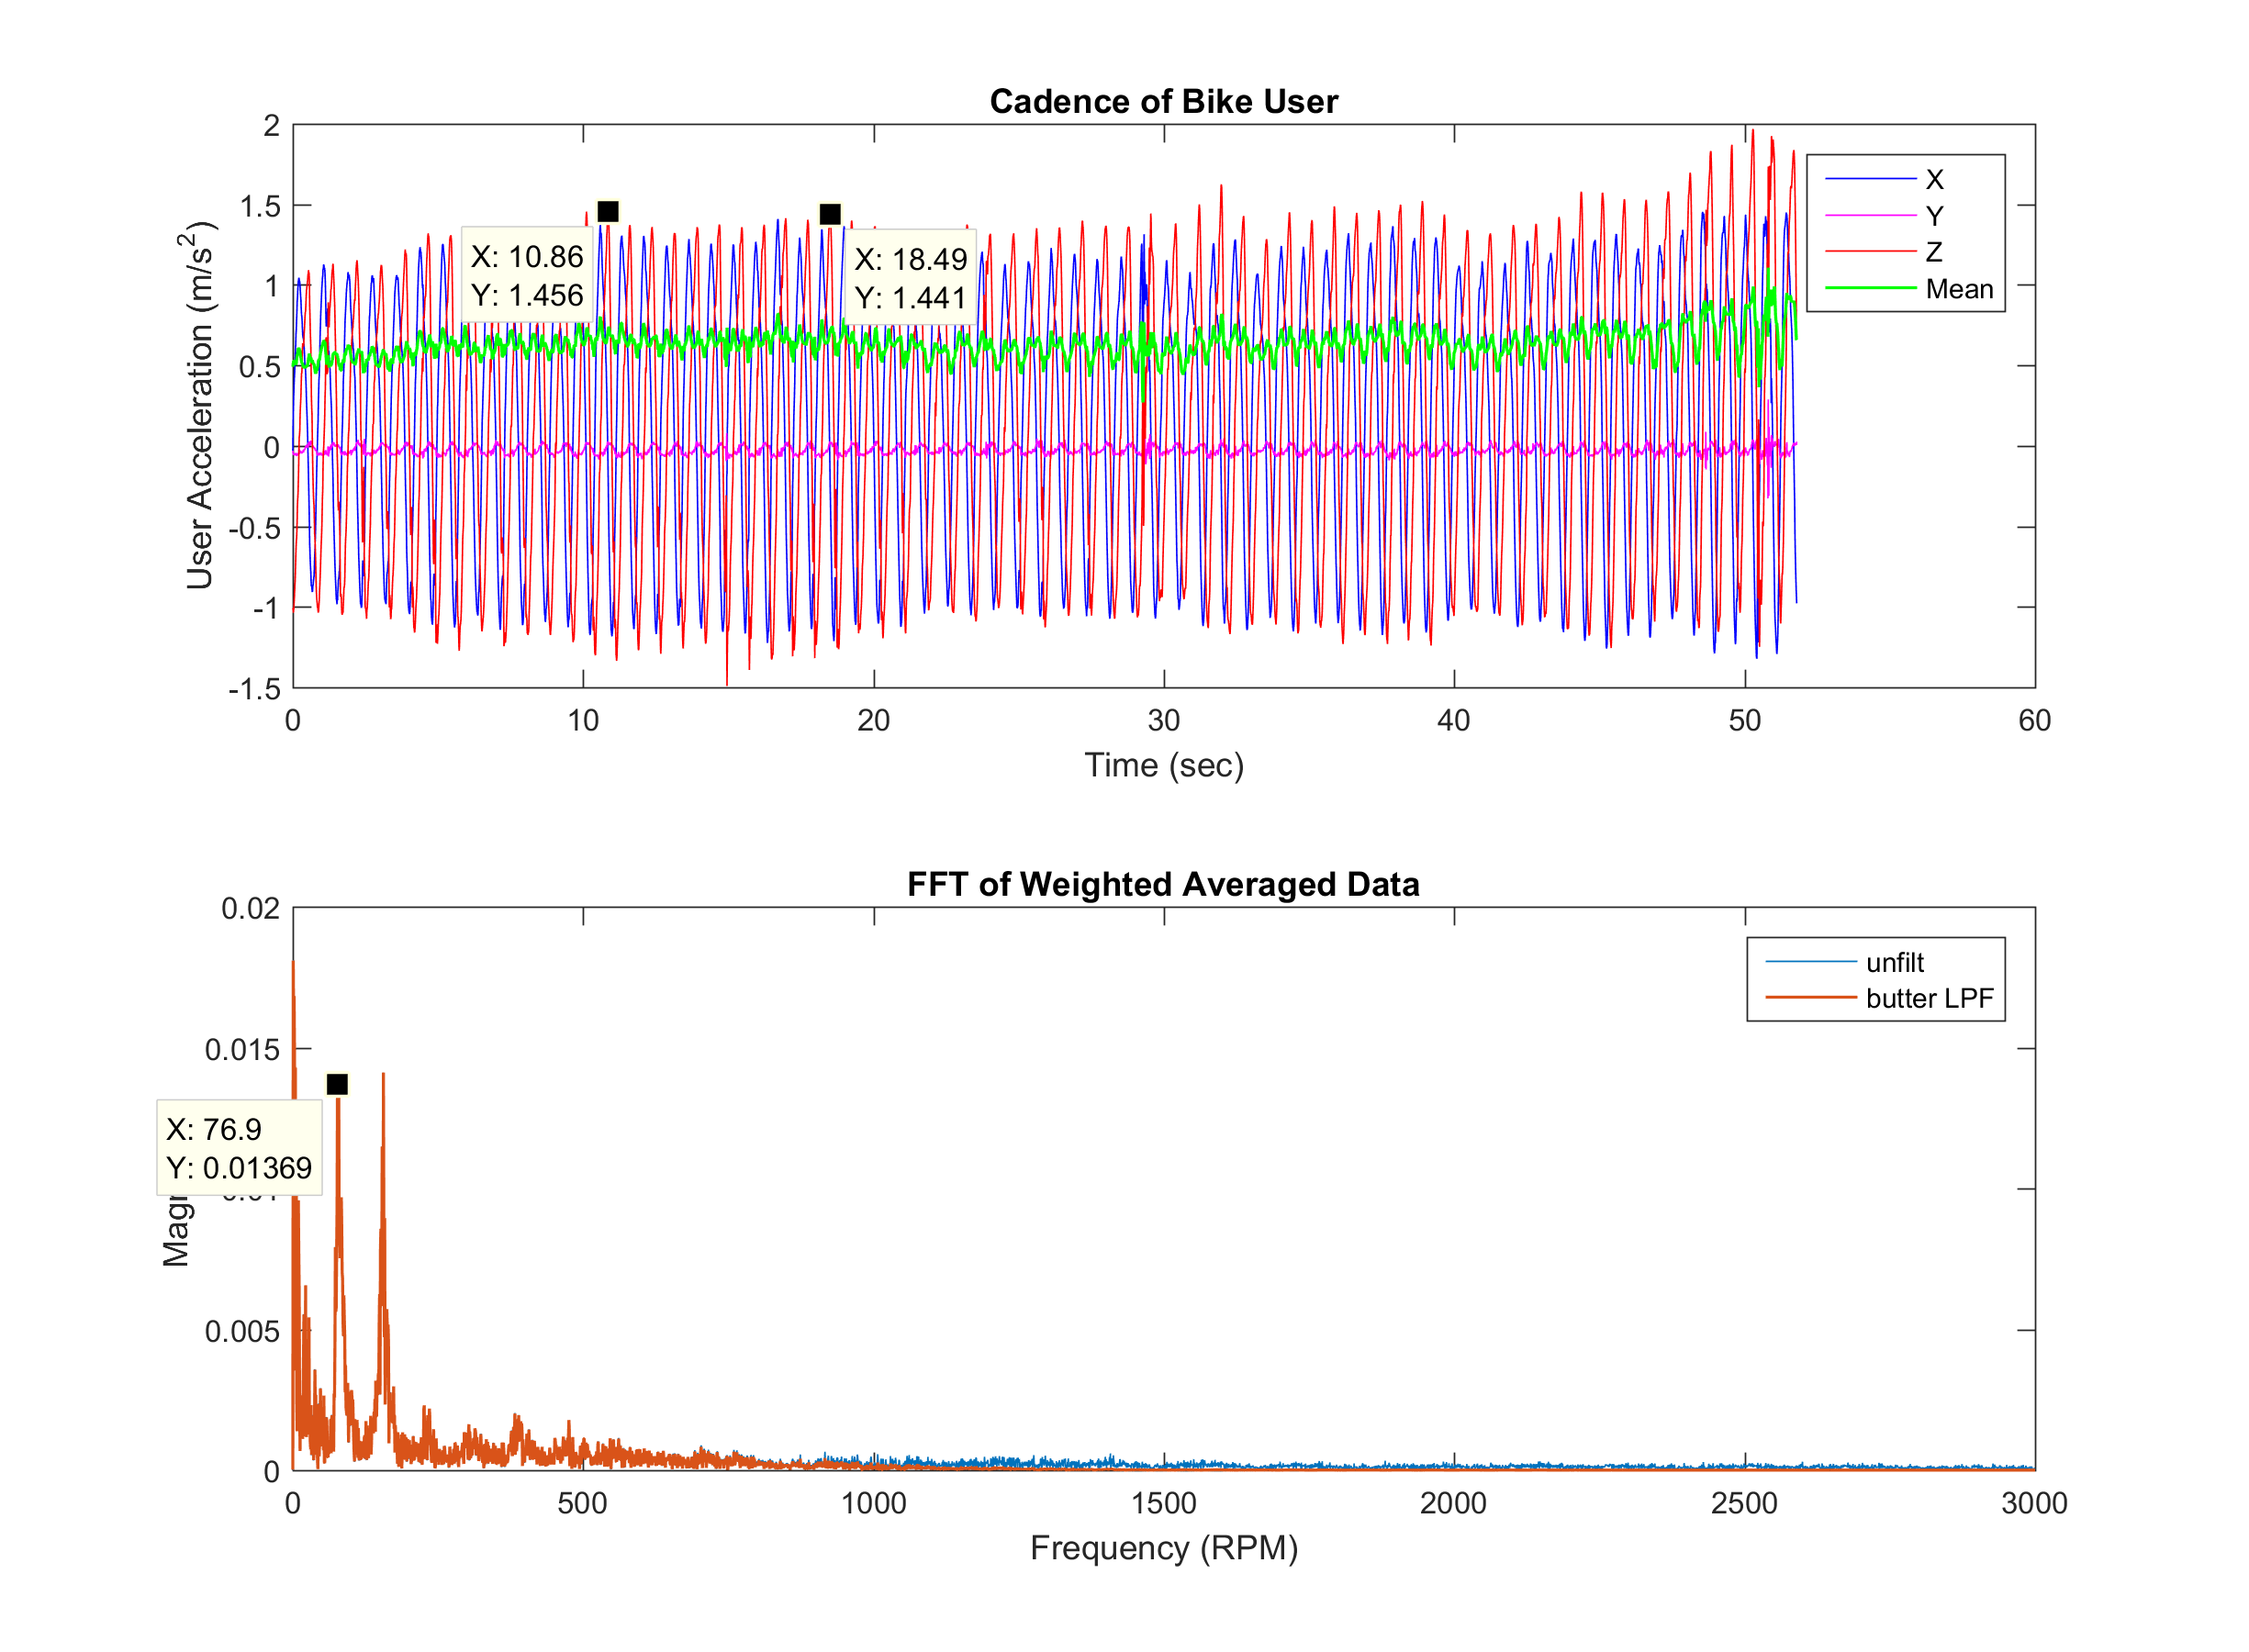 Cadence of Bike User
2
1.5
1
0.5
0
-0.5
-1
-1.5
User Acceleration (m/s²)
X: 10.86
Y: 1.456
X: 18.49
Y: 1.441
X
Y
Z
Mean
0 10 20 30 40 50 60
Time (sec)
FFT of Weighted Averaged Data
0.02
0.015
0.005
0
X: 76.9
Y: 0.01369
unfilt
butter LPF
0 500 1000 1500 2000 2500 3000
Frequency (RPM)